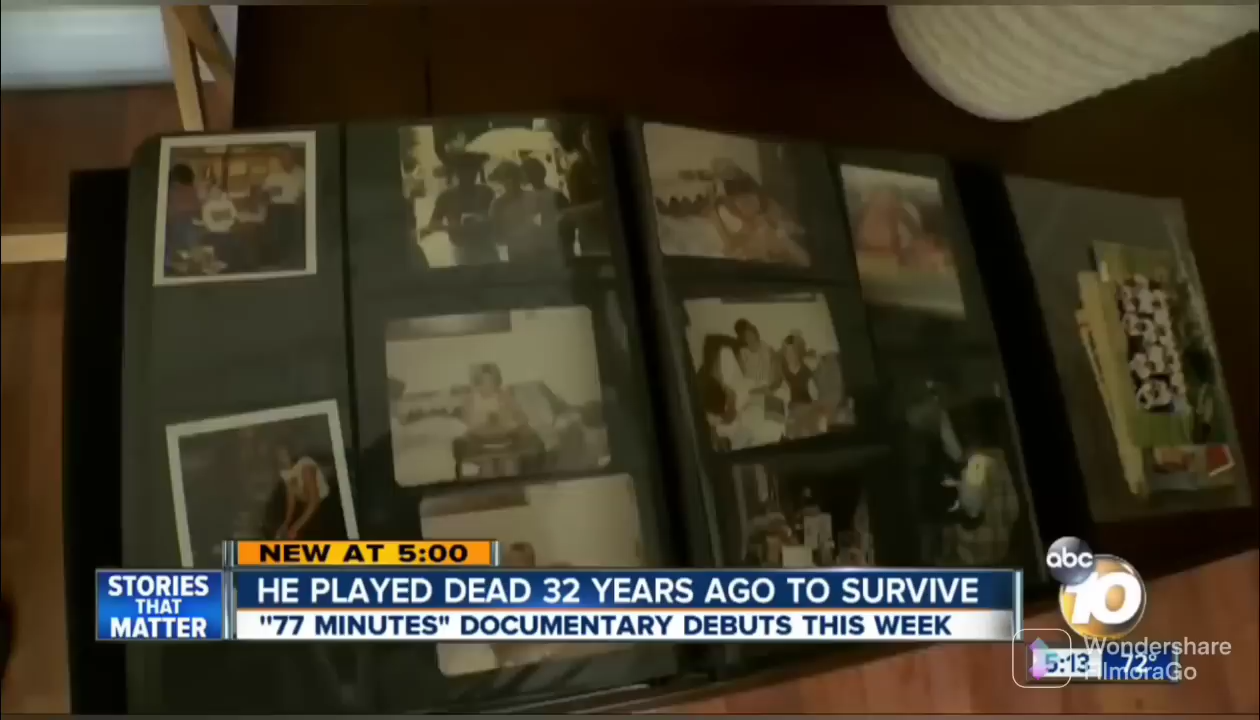 NEW AT 5:00
STORIES
THAT
MATTER
HE PLAYED DEAD 32 YEARS AGO TO SURVIVE
"77 MINUTES" DOCUMENTARY DEBUTS THIS WEEK
abc
10
5:13 72°
Wondershare
FilmoraGo